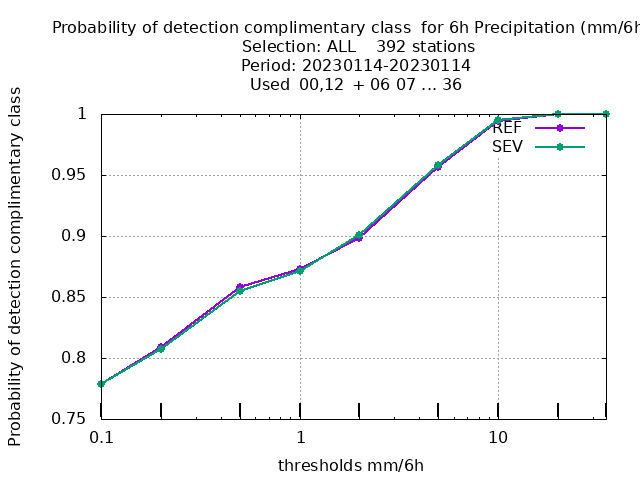 Probability of detection complimentary class for 6h Precipitation (mm/6h
Selection: ALL 392 stations
Period: 20230114-20230114
Used 00,12 + 06 07 ... 36
Probability of detection complimentary class
1
0.95
0.9
0.85
0.8
0.75
REF
SEV
0.1
1
10
thresholds mm/6h